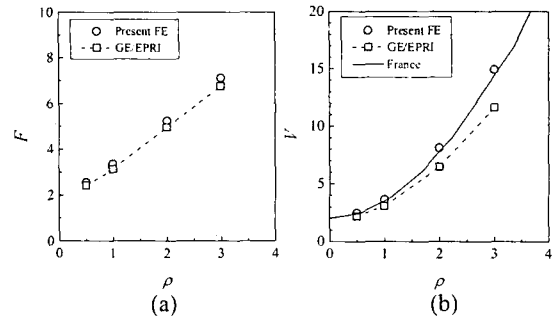 10
8
6
4
2
0
F
Present FE
GE/EPRI
0 1 2 3 4
ρ
(a)
20
15
10
5
0
V
Present FE
GE/EPRI
France
0 1 2 3 4
ρ
(b)